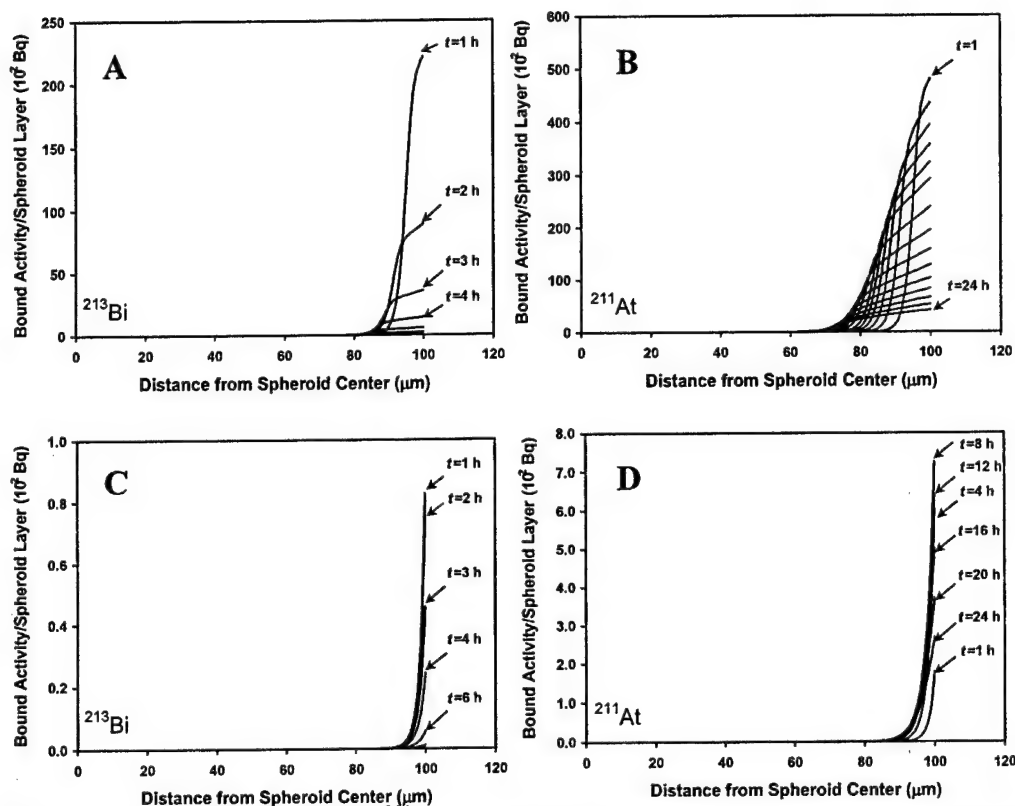 A
Bound Activity/Spheroid Layer (10² Bq)
250
200
150
100
50
0
t=1 h
t=2 h
t=3 h
t=4 h
²¹³Bi
0 20 40 60 80 100 120
Distance from Spheroid Center (µm)
B
Bound Activity/Spheroid Layer (10² Bq)
600
500
400
300
200
100
0
t=1
t=24 h
²¹¹At
0 20 40 60 80 100 120
Distance from Spheroid Center (µm)
C
Bound Activity/Spheroid Layer (10² Bq)
1.0
0.8
0.6
0.4
0.2
0.0
t=1 h
t=2 h
t=3 h
t=4 h
t=6 h
²¹³Bi
0 20 40 60 80 100 120
Distance from Spheroid Center (µm)
D
Bound Activity/Spheroid Layer (10² Bq)
8.0
7.0
6.0
5.0
4.0
3.0
2.0
1.0
0.0
t=8 h
t=12 h
t=4 h
t=16 h
t=20 h
t=24 h
t=1 h
²¹¹At
0 20 40 60 80 100 120
Distance from Spheroid Center (µm)